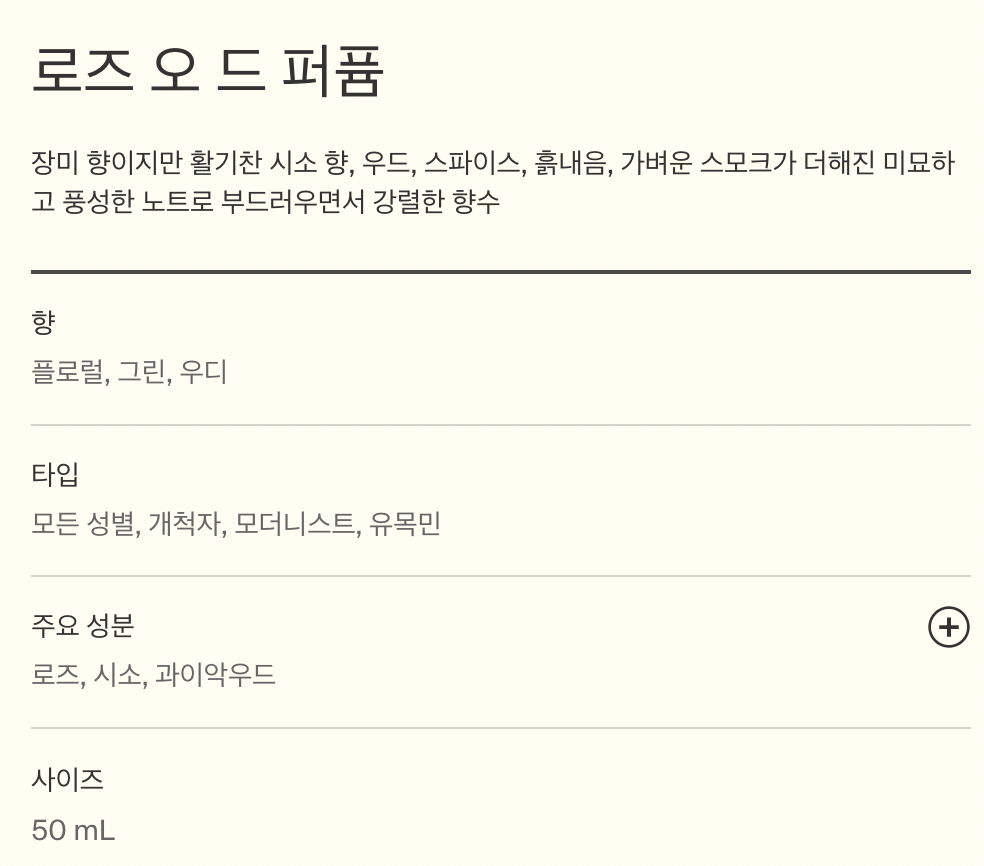 로즈 오 드 퍼퓸
장미 향이지만 활기찬 시소 향, 우드, 스파이스, 흙내음, 가벼운 스모크가 더해진 미묘하
고 풍성한 노트로 부드러우면서 강렬한 향수
향
플로럴, 그린, 우디
타입
모든 성별, 개척자, 모더니스트, 유목민
주요 성분
로즈, 시소, 과이악우드
사이즈
50 mL